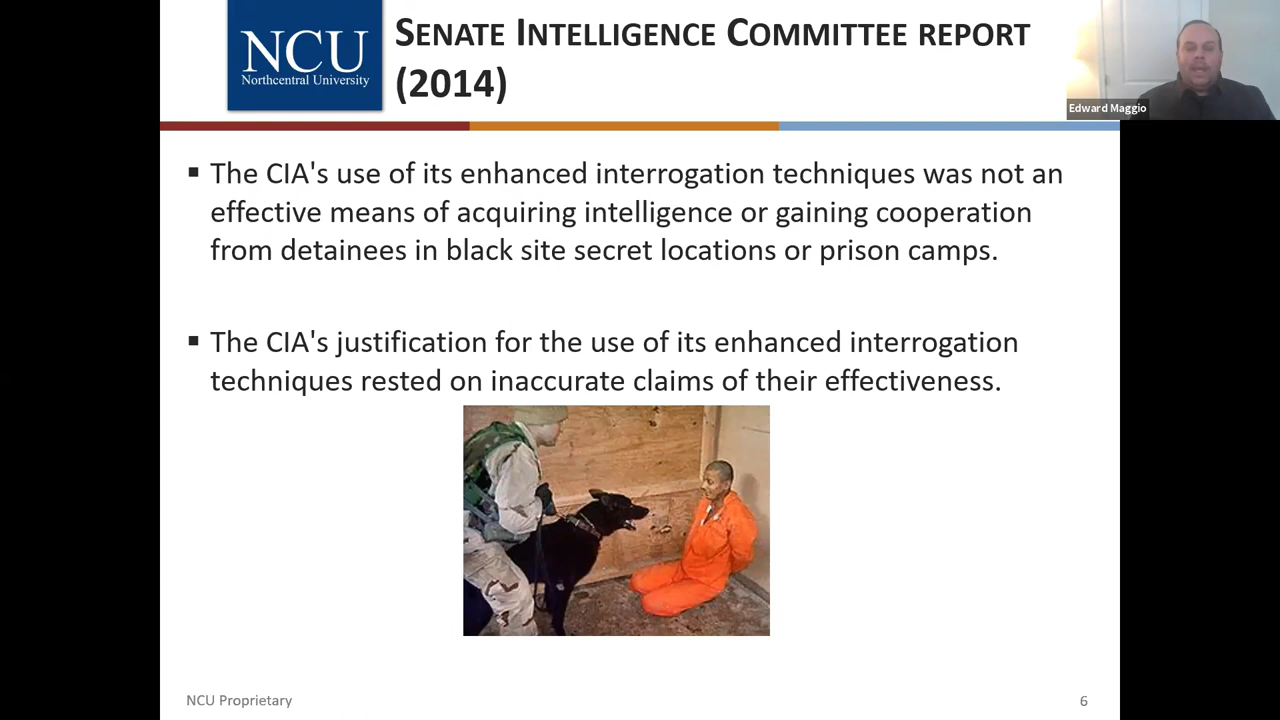 NCU
Northcentral University
SENATE INTELLIGENCE COMMITTEE REPORT
(2014)
Edward Maggio
▪ The CIA's use of its enhanced interrogation techniques was not an
effective means of acquiring intelligence or gaining cooperation
from detainees in black site secret locations or prison camps.
▪ The CIA's justification for the use of its enhanced interrogation
techniques rested on inaccurate claims of their effectiveness.
NCU Proprietary
6